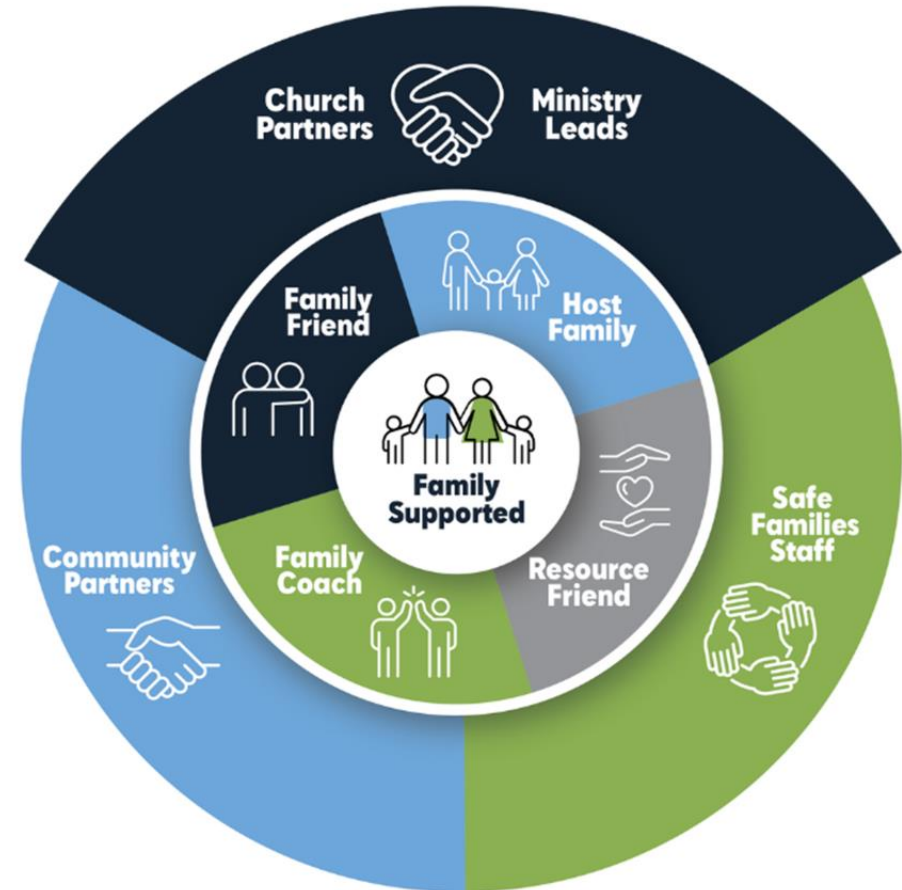 Church
Partners
Ministry
Leads
Family
Friend
Host
Family
Family
Supported
Community
Partners
Family
Coach
Resource
Friend
Safe
Families
Staff